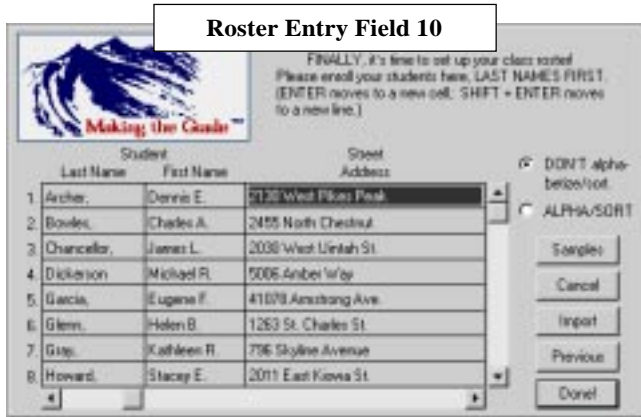 Roster Entry Field 10
FINALLY, it's time to set up your class roster!
Please enroll your students here, LAST NAMES FIRST.
(ENTER moves to a new cell; SHIFT + ENTER moves
to a new line.)
Making the Grade™
Student
Last Name First Name
Street
Address
1. Archer, Dennis E. 2130 West Pikes Peak
2. Bowles, Charles A. 2455 North Chestnut
3. Chancellor, James L. 2030 West Uintah St.
4. Dickerson Michael R. 5006 Amber Way
5. Garcia, Eugene F. 41078 Armstrong Ave.
6. Glenn, Helen B. 1263 St. Charles St.
7. Gray, Kathleen R. 796 Skyline Avenue
8. Howard, Stacey E. 2011 East Kiowa St.
DON'T alpha-
betize/sort
ALPHA/SORT
Samples
Cancel
Import
Previous
Done!